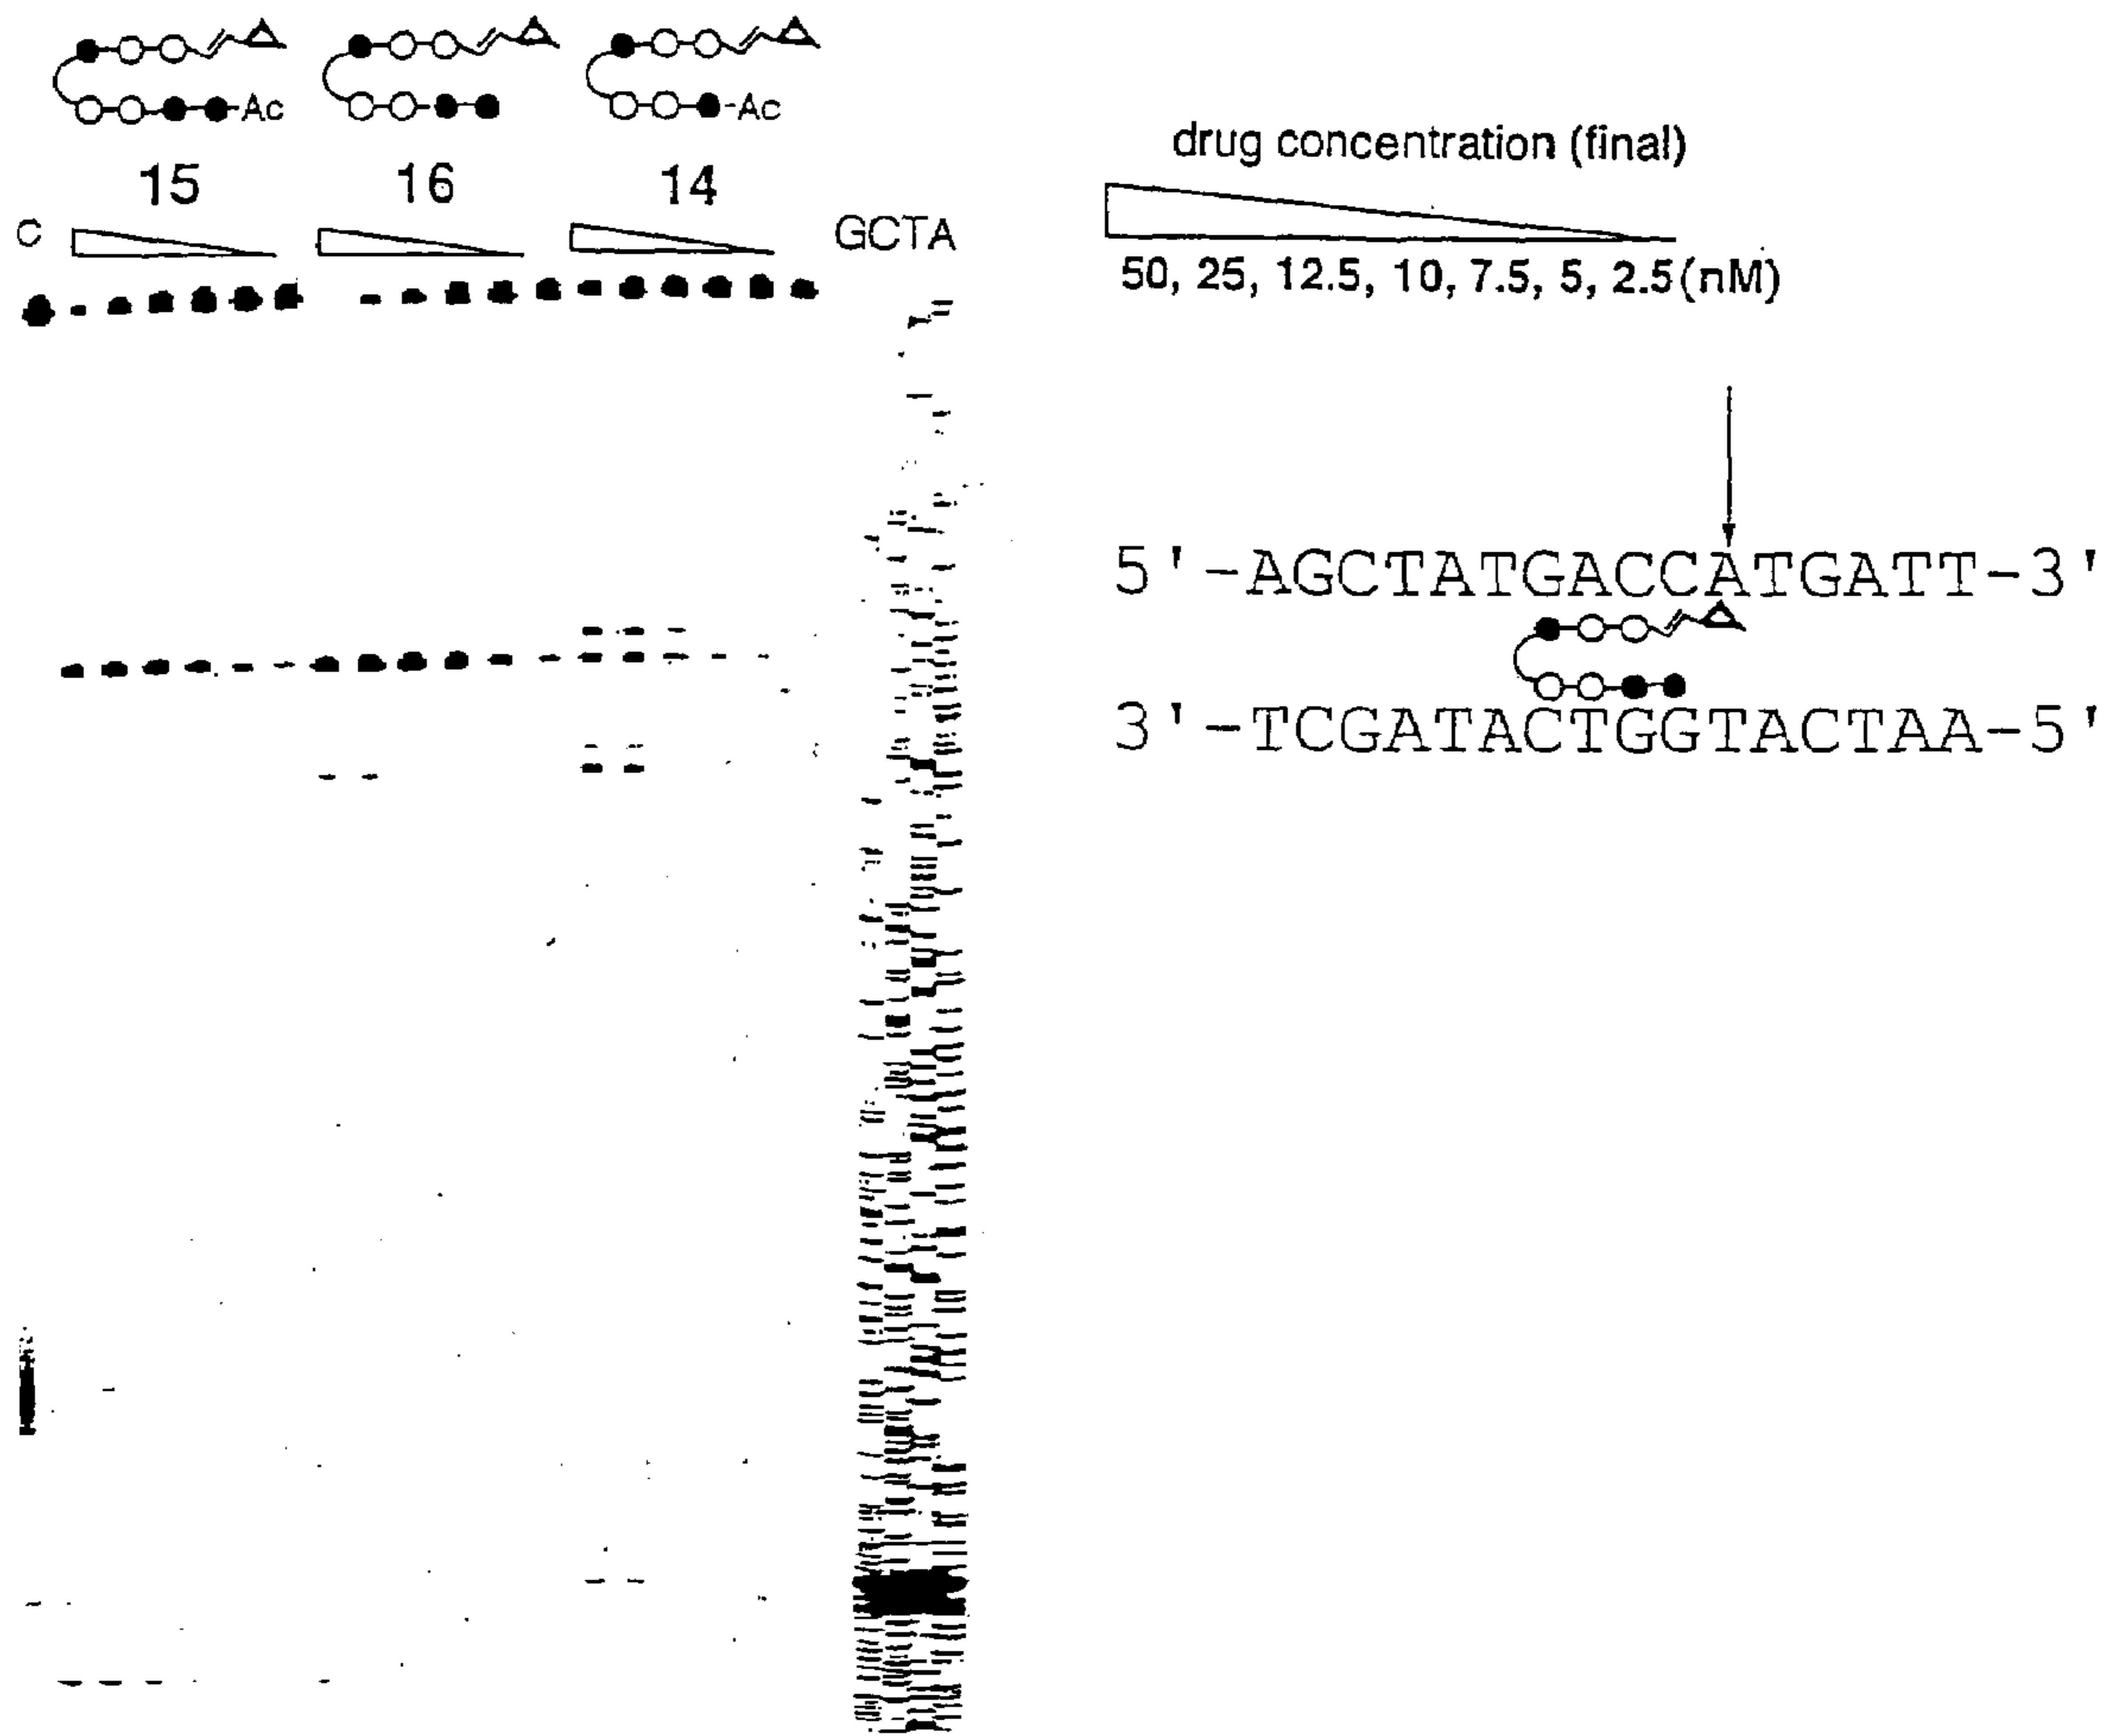 Ac
Ac
15 16 14
C GCTA
drug concentration (final)
50, 25, 12.5, 10, 7.5, 5, 2.5(nM)
5'-AGCTATGACCATGATT-3'
3'-TCGATACTGGTACTAA-5'